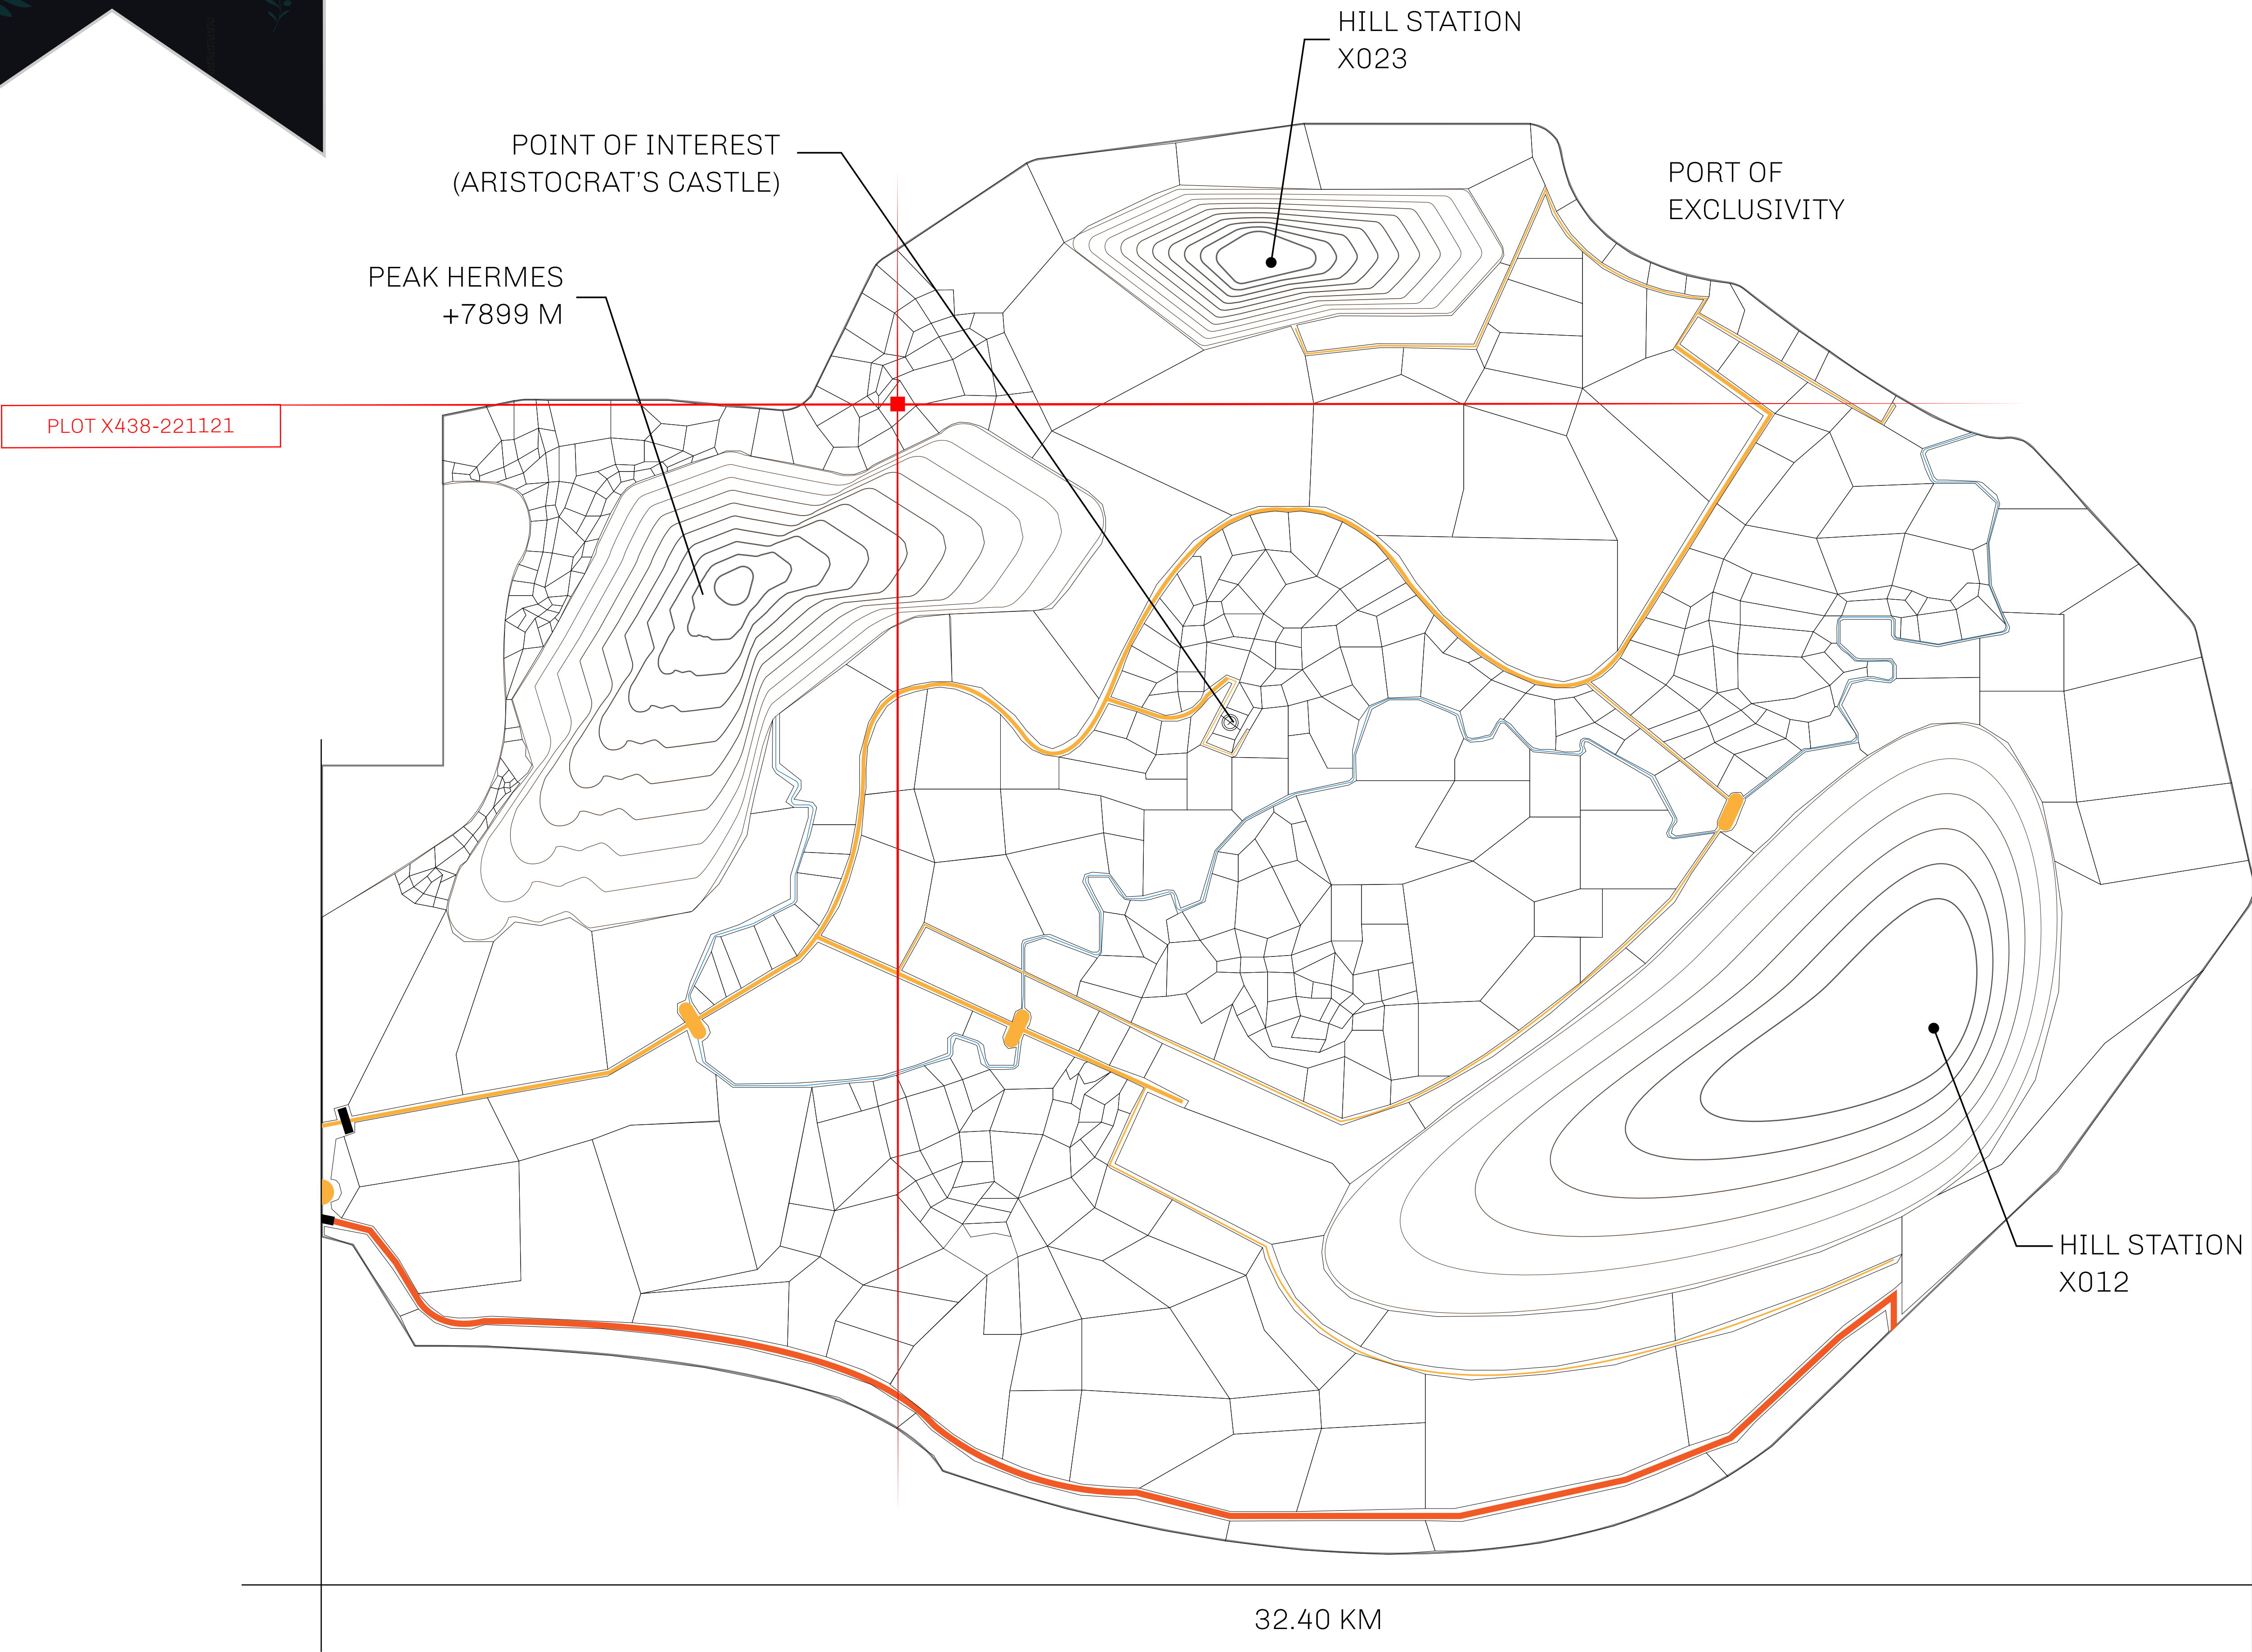 HILL STATION
X023
POINT OF INTEREST
(ARISTOCRAT'S CASTLE)
PORT OF
EXCLUSIVITY
PEAK HERMES
+7899 M
PLOT X438-221121
HILL STATION
X012
32.40 KM